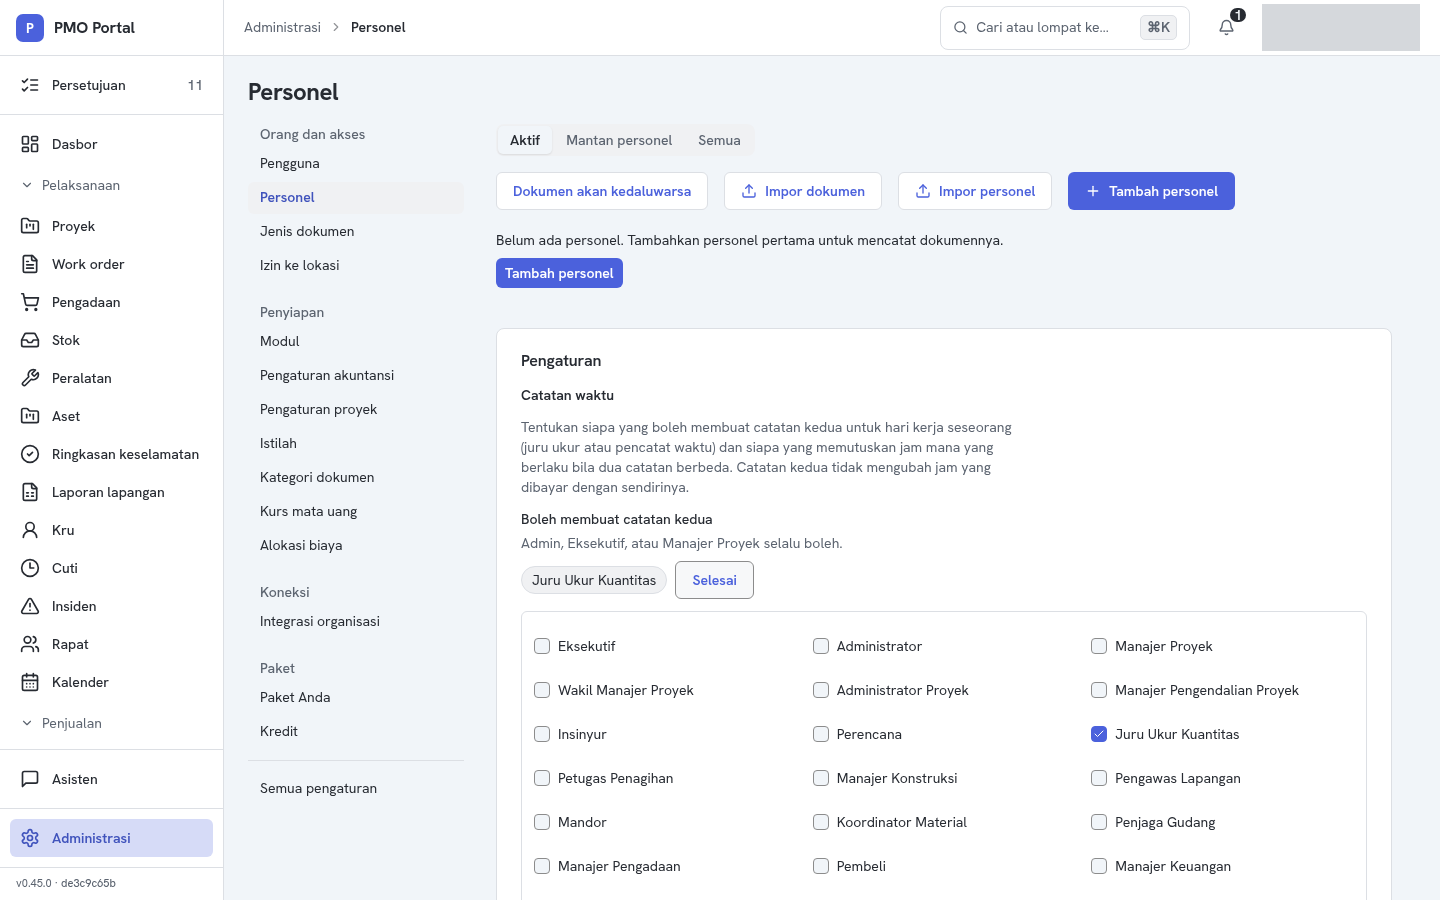 P PMO Portal
Administrasi > Personel
Cari atau lompat ke...
⌘K
1
Persetujuan 11
Dasbor
Pelaksanaan
Proyek
Work order
Pengadaan
Stok
Peralatan
Aset
Ringkasan keselamatan
Laporan lapangan
Kru
Cuti
Insiden
Rapat
Kalender
Penjualan
Asisten
Administrasi
v0.45.0 · de3c9c65b
Personel
Orang dan akses
Pengguna
Personel
Jenis dokumen
Izin ke lokasi
Penyiapan
Modul
Pengaturan akuntansi
Pengaturan proyek
Istilah
Kategori dokumen
Kurs mata uang
Alokasi biaya
Koneksi
Integrasi organisasi
Paket
Paket Anda
Kredit
Semua pengaturan
Aktif Mantan personel Semua
Dokumen akan kedaluwarsa Impor dokumen Impor personel Tambah personel
Belum ada personel. Tambahkan personel pertama untuk mencatat dokumennya.
Tambah personel
Pengaturan
Catatan waktu
Tentukan siapa yang boleh membuat catatan kedua untuk hari kerja seseorang
(juru ukur atau pencatat waktu) dan siapa yang memutuskan jam mana yang
berlaku bila dua catatan berbeda. Catatan kedua tidak mengubah jam yang
dibayar dengan sendirinya.
Boleh membuat catatan kedua
Admin, Eksekutif, atau Manajer Proyek selalu boleh.
Juru Ukur Kuantitas Selesai
Eksekutif Administrator Manajer Proyek
Wakil Manajer Proyek Administrator Proyek Manajer Pengendalian Proyek
Insinyur Perencana Juru Ukur Kuantitas
Petugas Penagihan Manajer Konstruksi Pengawas Lapangan
Mandor Koordinator Material Penjaga Gudang
Manajer Pengadaan Pembeli Manajer Keuangan